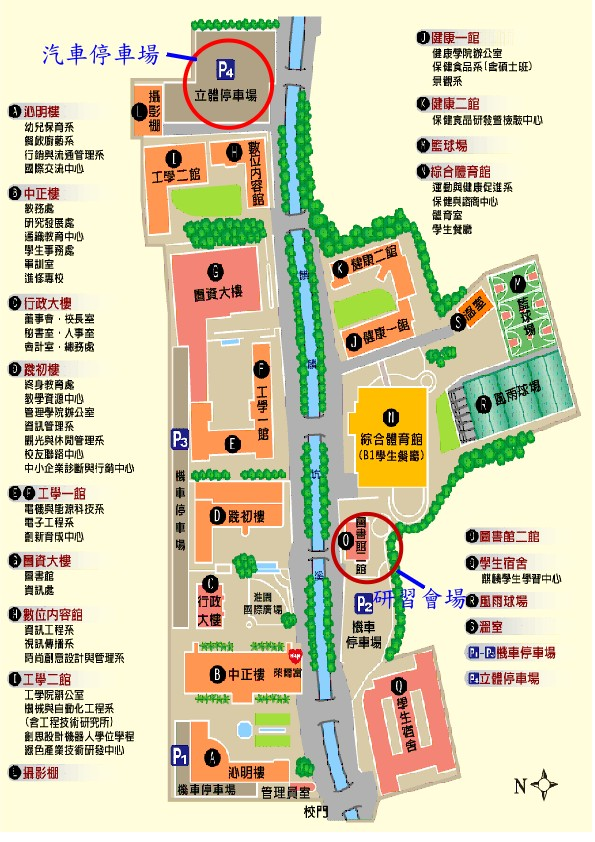 汽車停車場
P4
立體停車場
A 沁明樓
幼兒保育系
餐飲廚藝系
行銷與流通管理系
國際交流中心
B 中正樓
教務處
研究發展處
通識教育中心
學生事務處
軍訓室
進修專校
C 行政大樓
董事會·校長室
秘書室·人事室
會計室·總務處
D 踐初樓
終身教育處
教學資源中心
管理學院辦公室
資訊管理系
觀光與休閒管理系
校友聯絡中心
中小企業診斷與行銷中心
E F 工學一館
電機與能源科技系
電子工程系
創新育成中心
G 圖資大樓
圖書館
資訊處
H 數位內容館
資訊工程系
視訊傳播系
時尚創意設計與管理系
I 工學二館
工學院辦公室
機械與自動化工程系
(含工程技術研究所)
創思設計機器人學位學程
綠色產業技術研發中心
L 攝影棚
L 攝影棚
I
工學二館
H 數位內容館
G
圖資大樓
F 工學一館
E
P3
機車停車場
D 踐初樓
C
行政
大樓
進園
國際廣場
B 中正樓
榮爾富
P1
A
沁明樓
機車停車場
管理員室
校門
麒
麟
坑
溪
K 健康二館
J 健康一館
S 溫室
M 籃球場
R 風雨球場
N
綜合體育館
(B1學生餐廳)
O 圖書館二館
研習會場
P2
機車
停車場
Q 學生宿舍
J 健康一館
健康學院辦公室
保健食品系(含碩士班)
景觀系
K 健康二館
保健食品研發暨檢驗中心
M 籃球場
N 綜合體育館
運動與健康促進系
保健與諮商中心
體育室
學生餐廳
O 圖書館二館
Q 學生宿舍
麒麟學生學習中心
R 風雨球場
S 溫室
P1-P3 機車停車場
P4 立體停車場
N